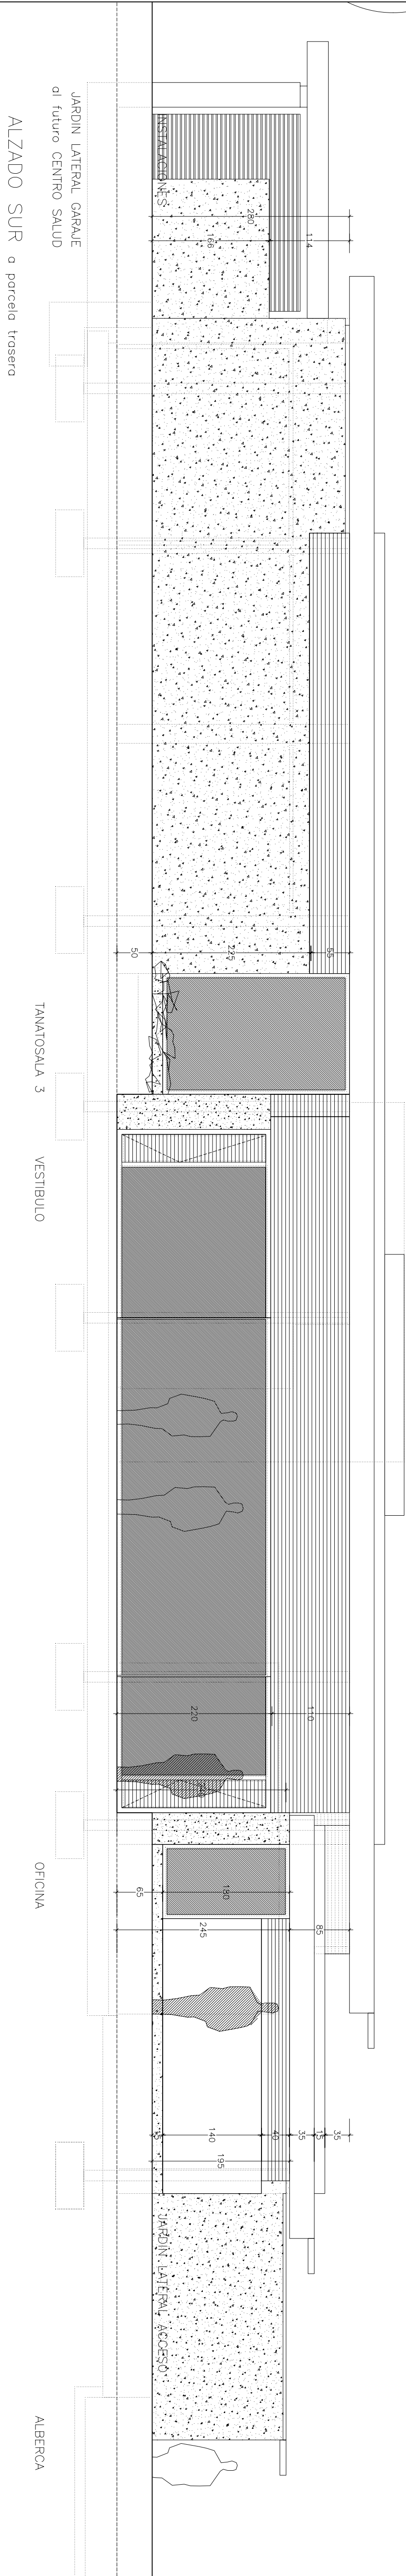 INSTALACIONES
280
166
114
50
225
55
220
110
65
180
245
85
15
140
40
35
15
35
195
JARDIN LATERAL ACCESO
JARDIN LATERAL GARAJE
al futuro CENTRO SALUD
TANATOSALA 3
VESTIBULO
OFICINA
ALBERCA
ALZADO SUR a parcela trasera